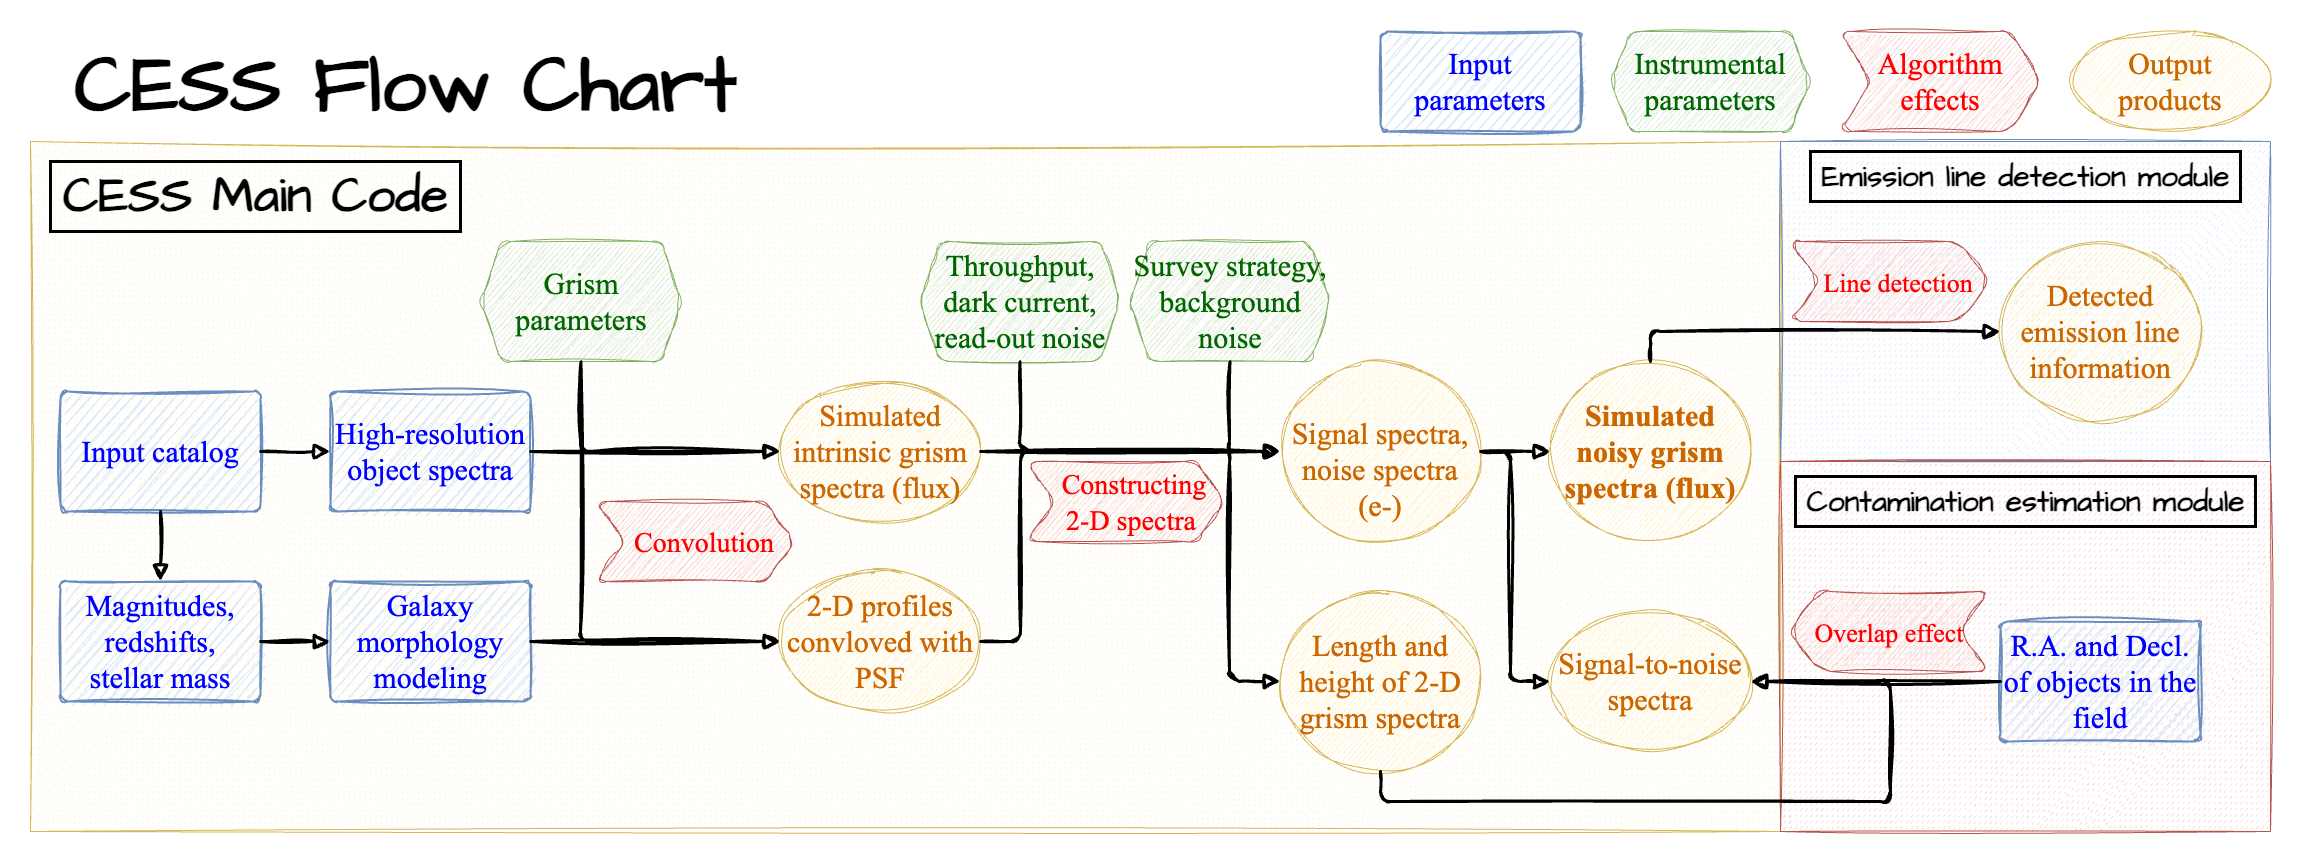 CESS Flow Chart
Input
parameters
Instrumental
parameters
Algorithm
effects
Output
products
CESS Main Code
Emission line detection module
Grism
parameters
Throughput,
dark current,
read-out noise
Survey strategy,
background
noise
Line detection
Detected
emission line
information
Input catalog
High-resolution
object spectra
Simulated
intrinsic grism
spectra (flux)
Signal spectra,
noise spectra
(e-)
Simulated
noisy grism
spectra (flux)
Contamination estimation module
Constructing
2-D spectra
Convolution
Magnitudes,
redshifts,
stellar mass
Galaxy
morphology
modeling
2-D profiles
convloved with
PSF
Length and
height of 2-D
grism spectra
Signal-to-noise
spectra
Overlap effect
R.A. and Decl.
of objects in the
field